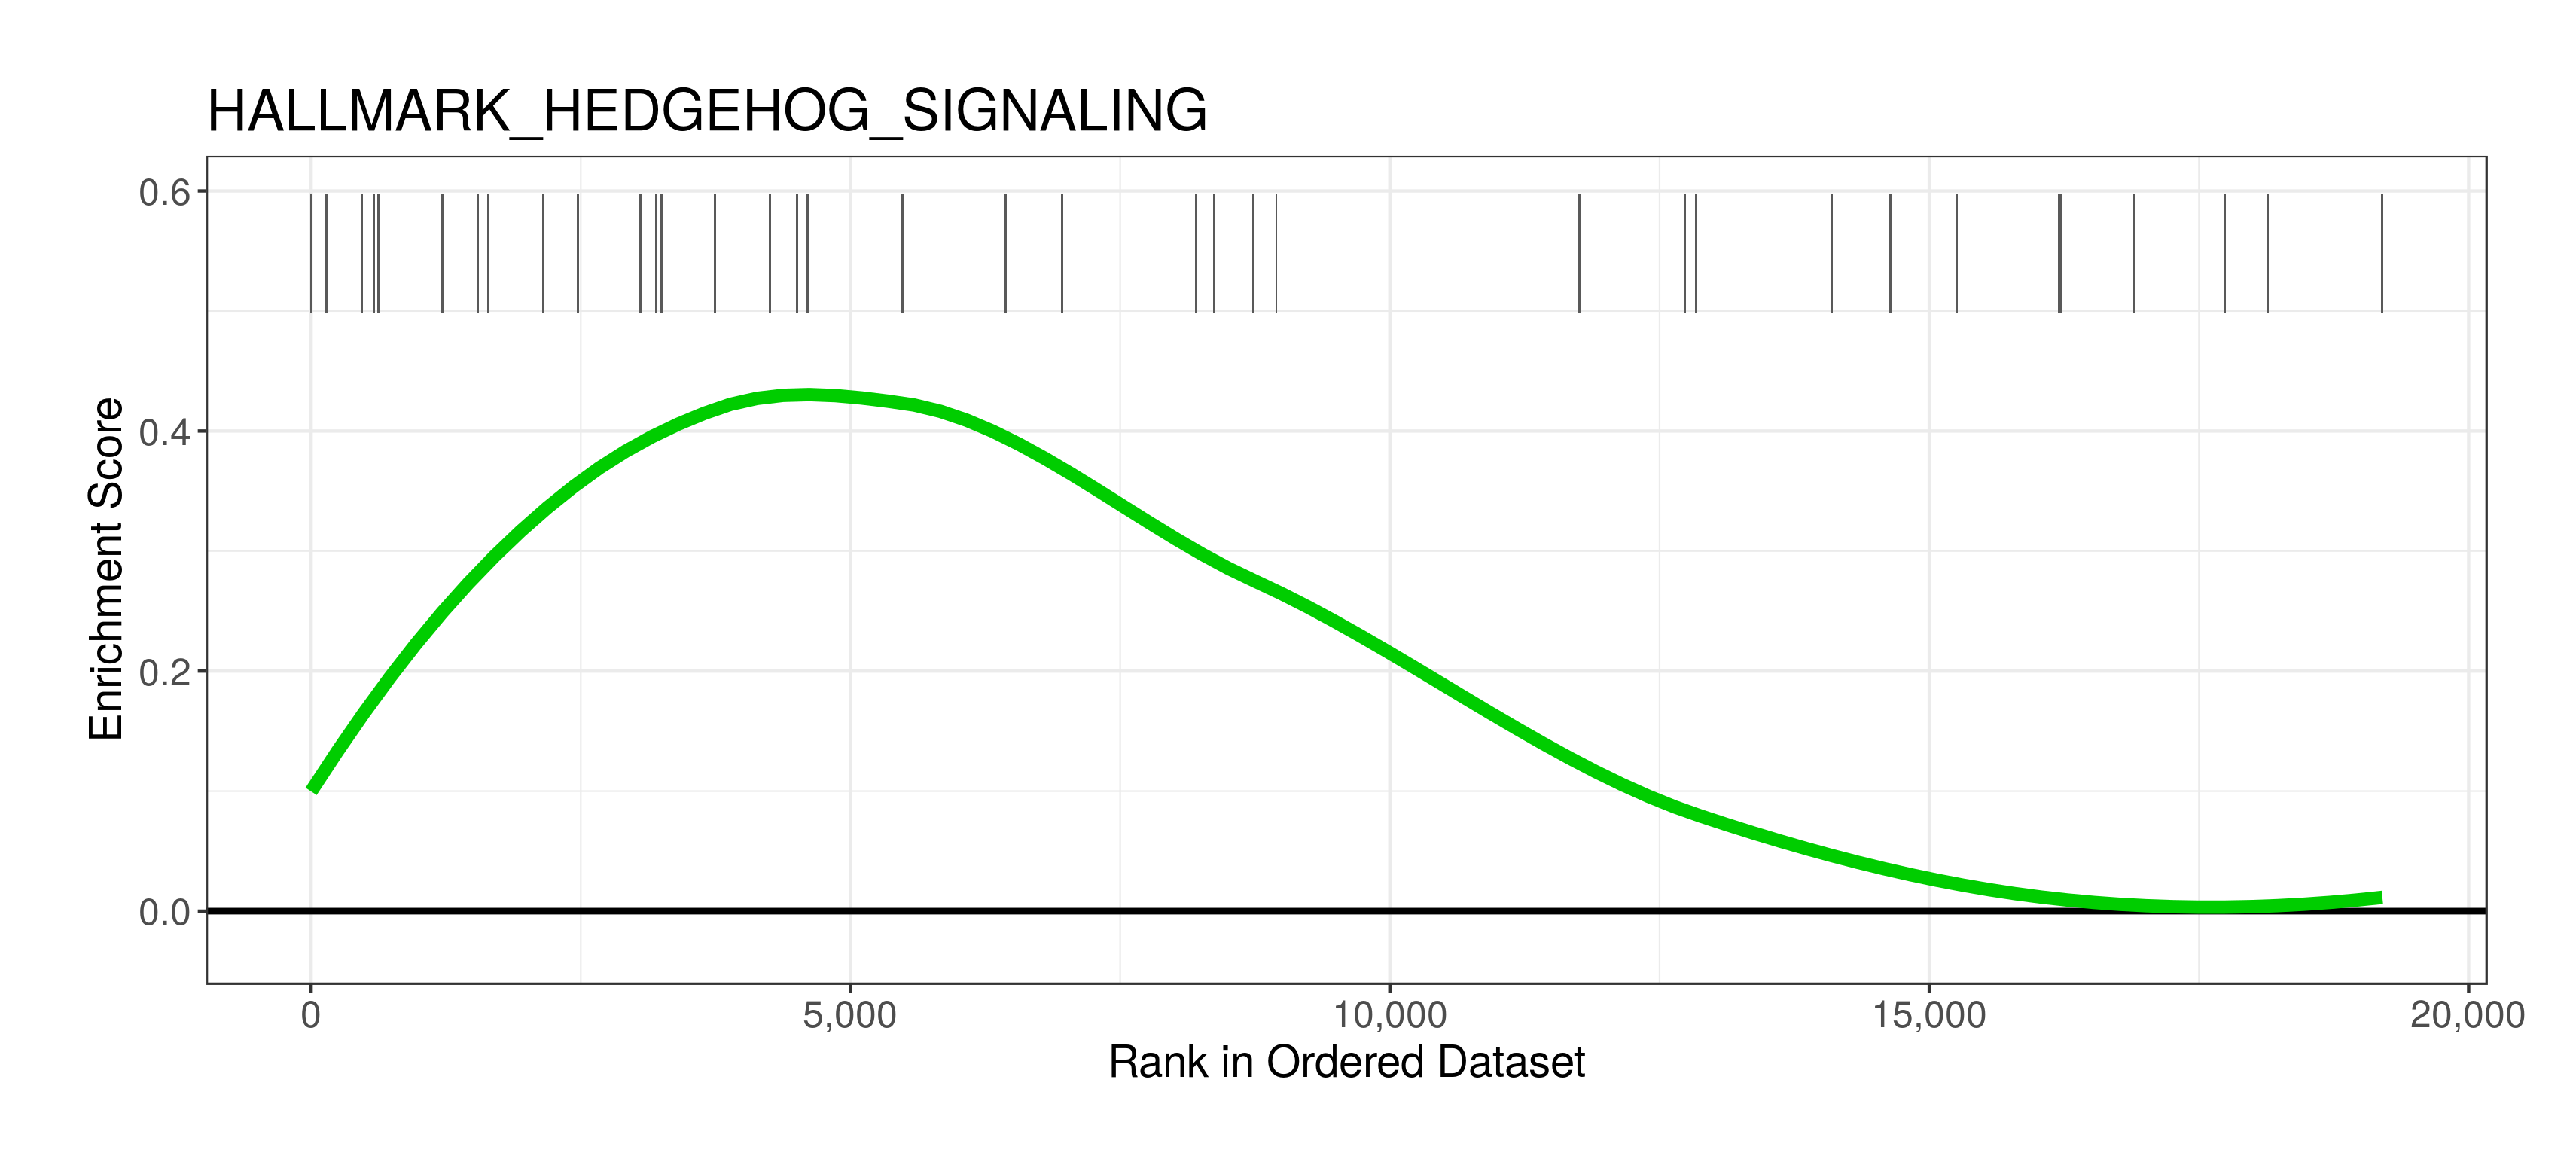 HALLMARK_HEDGEHOG_SIGNALING
Enrichment Score
0.6
0.4
0.2
0.0
0 5,000 10,000 15,000 20,000
Rank in Ordered Dataset